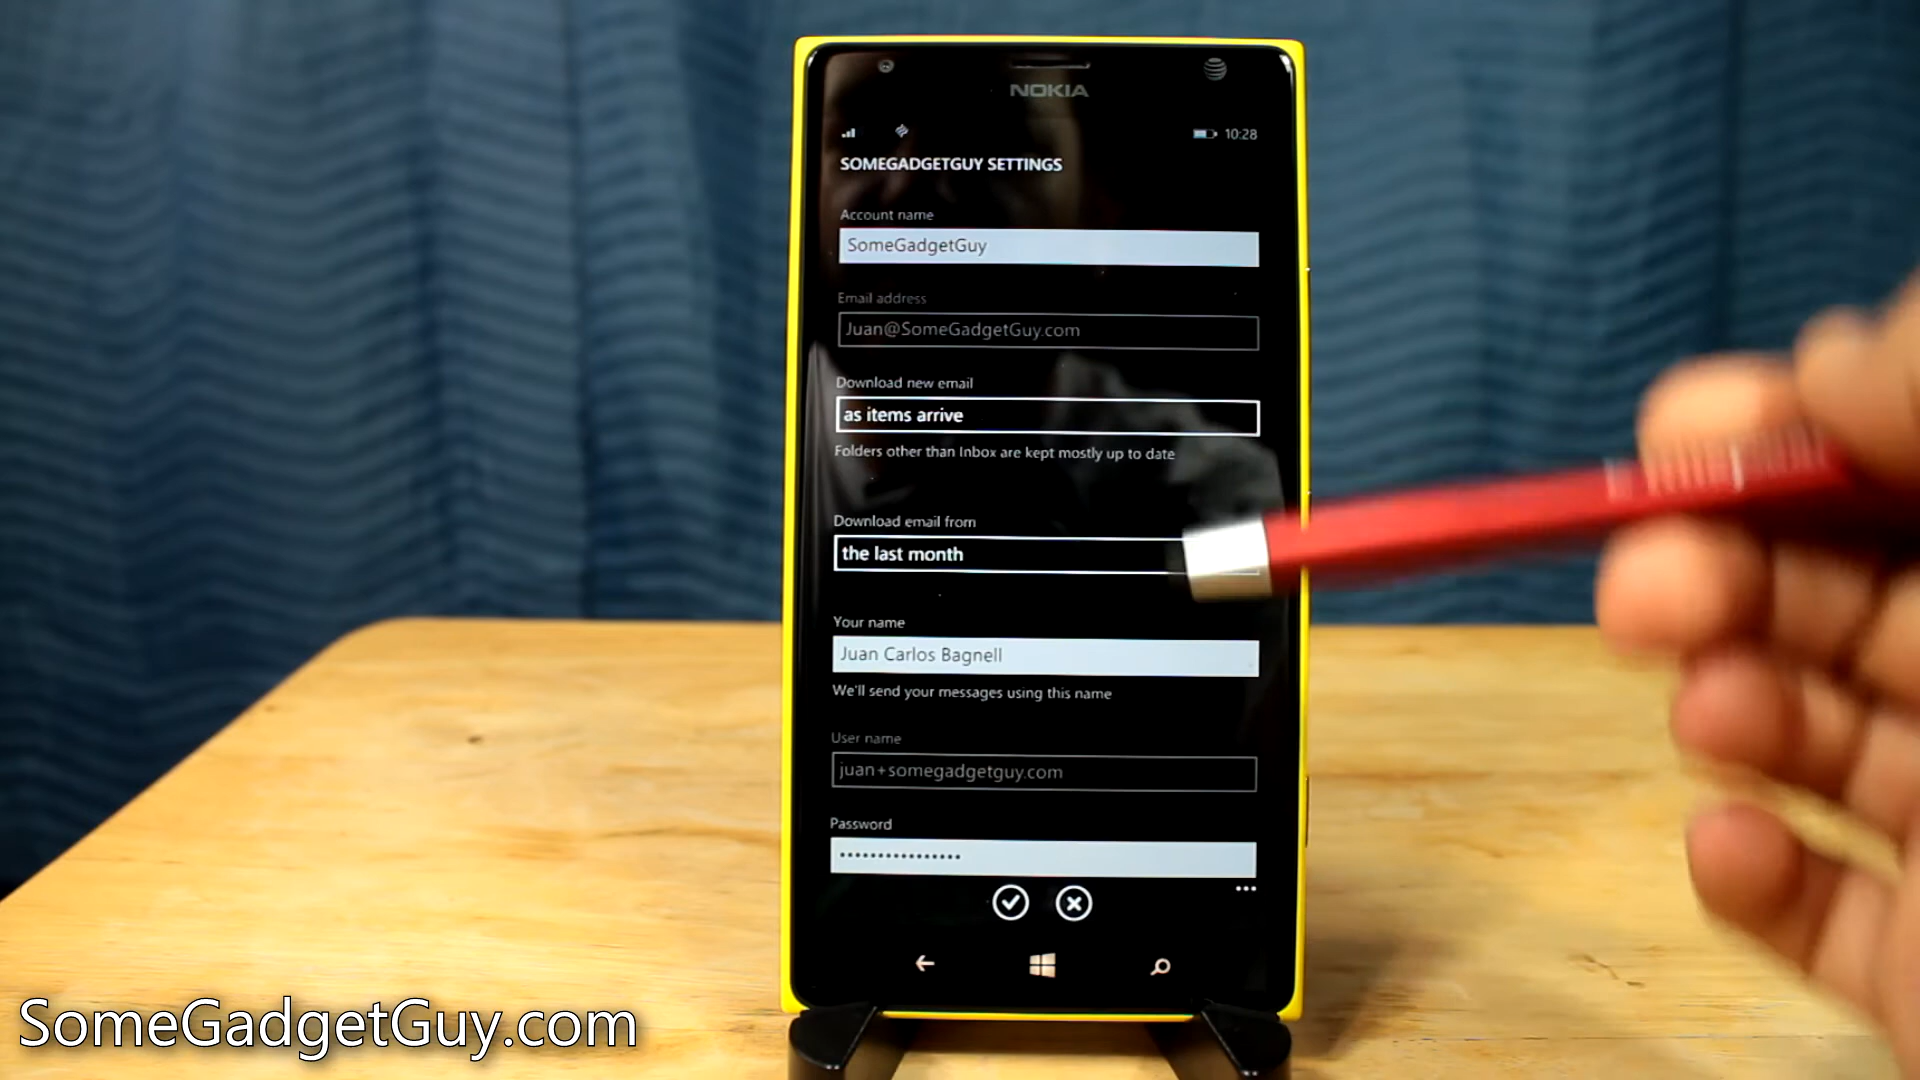 NOKIA
10:28
SOMEGADGETGUY SETTINGS
Account name
SomeGadgetGuy
Email address
Juan@SomeGadgetGuy.com
Download new email
as items arrive
Folders other than Inbox are kept mostly up to date
Download email from
the last month
Your name
Juan Carlos Bagnell
We'll send your messages using this name
User name
juan+somegadgetguy.com
Password
••••••••••••••••
SomeGadgetGuy.com